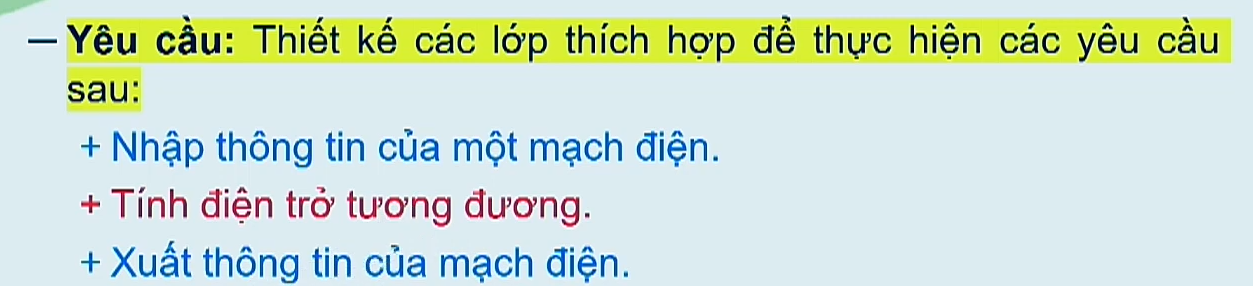 – Yêu cầu: Thiết kế các lớp thích hợp để thực hiện các yêu cầu
sau:
+ Nhập thông tin của một mạch điện.
+ Tính điện trở tương đương.
+ Xuất thông tin của mạch điện.